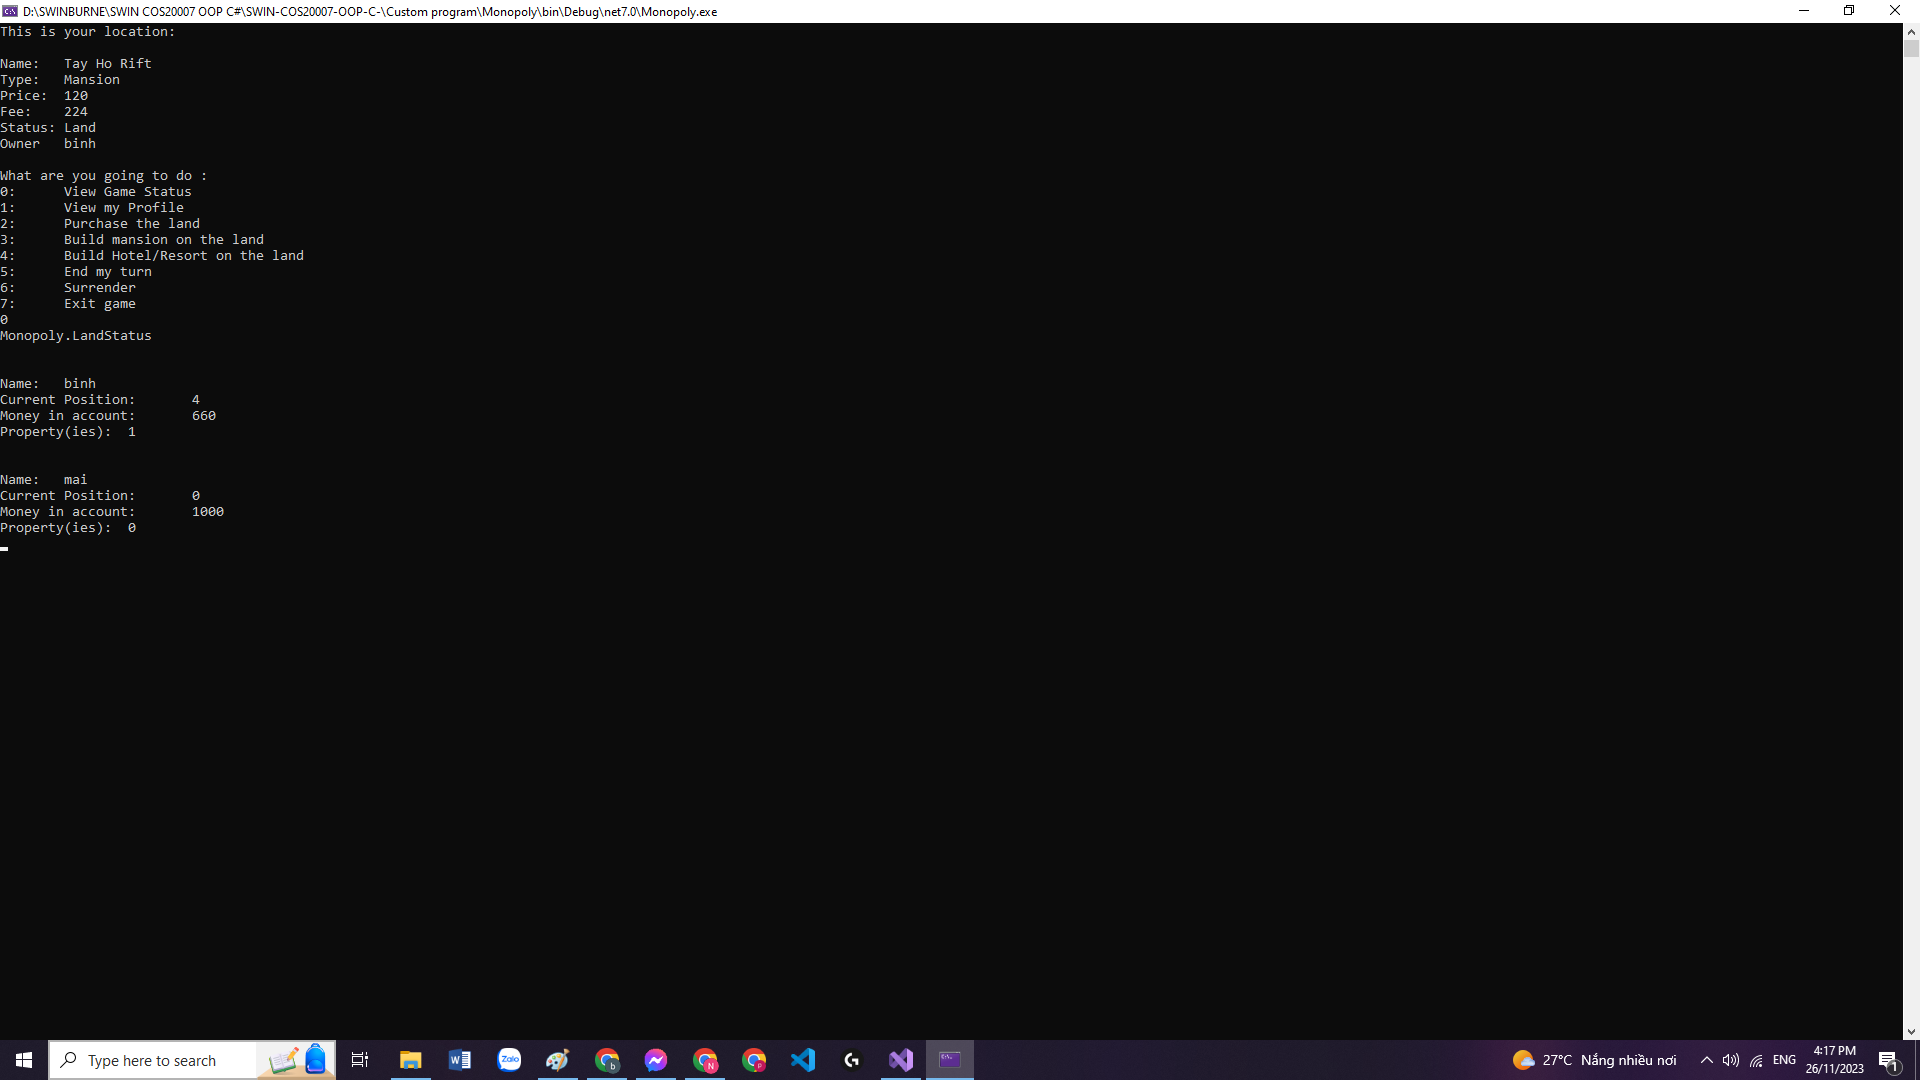 D:\SWINBURNE\SWIN COS20007 OOP C#\SWIN-COS20007-OOP-C-\Custom program\Monopoly\bin\Debug\net7.0\Monopoly.exe
This is your location:
Name: Tay Ho Rift
Type: Mansion
Price: 120
Fee: 224
Status: Land
Owner binh
What are you going to do :
0: View Game Status
1: View my Profile
2: Purchase the land
3: Build mansion on the land
4: Build Hotel/Resort on the land
5: End my turn
6: Surrender
7: Exit game
0
Monopoly.LandStatus
Name: binh
Current Position: 4
Money in account: 660
Property(ies): 1
Name: mai
Current Position: 0
Money in account: 1000
Property(ies): 0
Type here to search
Zalo
27°C Nắng nhiều nơi
ENG
4:17 PM
26/11/2023
1